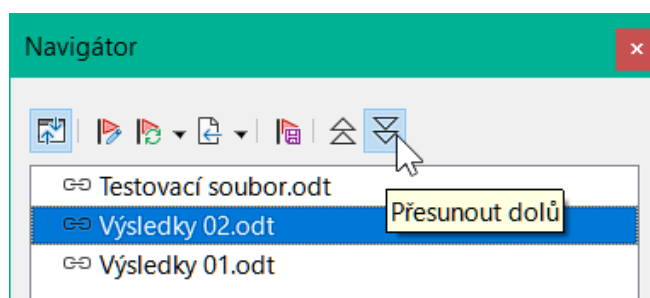 Navigátor
Testovací soubor.odt
Výsledky 02.odt
Přesunout dolů
Výsledky 01.odt